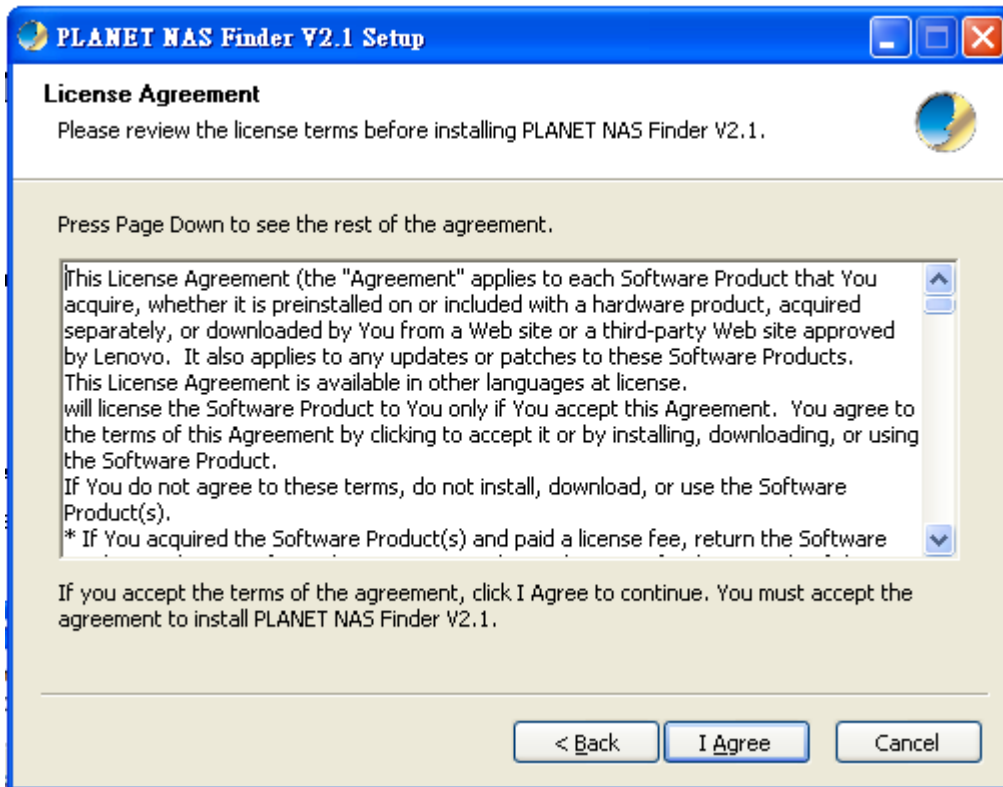 PLANET NAS Finder V2.1 Setup
License Agreement
Please review the license terms before installing PLANET NAS Finder V2.1.
Press Page Down to see the rest of the agreement.
This License Agreement (the "Agreement" applies to each Software Product that You
acquire, whether it is preinstalled on or included with a hardware product, acquired
separately, or downloaded by You from a Web site or a third-party Web site approved
by Lenovo.  It also applies to any updates or patches to these Software Products.
This License Agreement is available in other languages at license.
will license the Software Product to You only if You accept this Agreement.  You agree to
the terms of this Agreement by clicking to accept it or by installing, downloading, or using
the Software Product.
If You do not agree to these terms, do not install, download, or use the Software
Product(s).
* If You acquired the Software Product(s) and paid a license fee, return the Software
If you accept the terms of the agreement, click I Agree to continue. You must accept the
agreement to install PLANET NAS Finder V2.1.
< Back
I Agree
Cancel